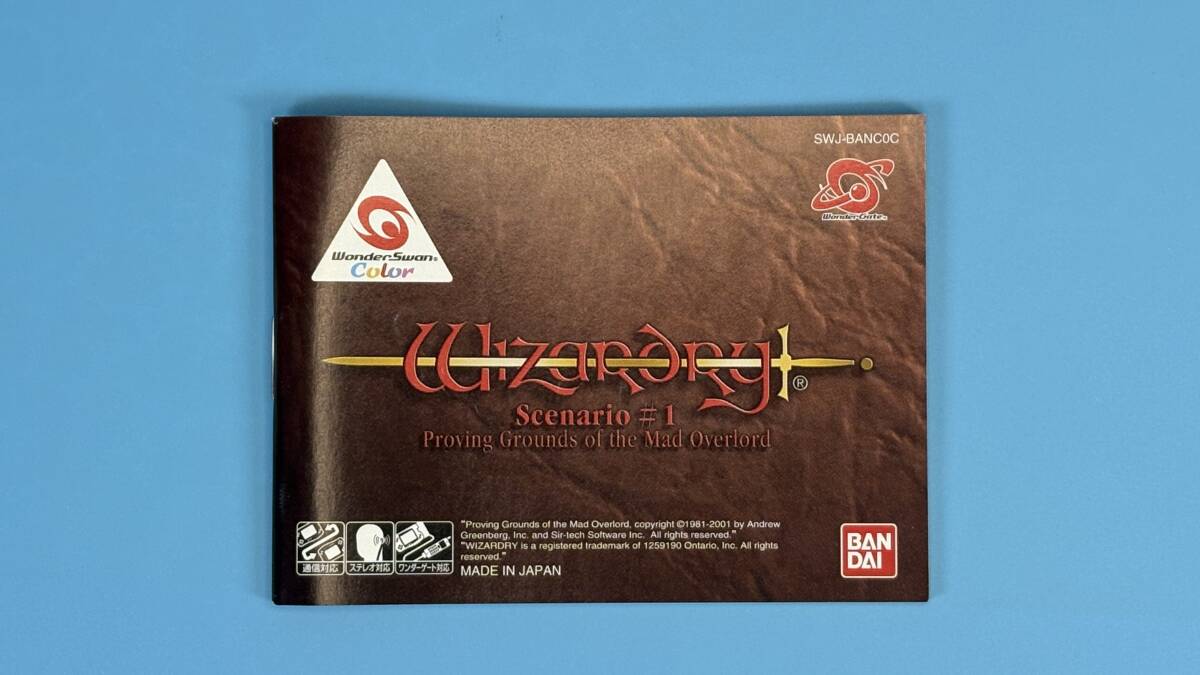 SWJ-BANC0C
WonderGate
WonderSwan
Color
Wizardry®
Scenario #1
Proving Grounds of the Mad Overlord
通信対応
ステレオ対応
ワンダーゲート対応
"Proving Grounds of the Mad Overlord, copyright ©1981-2001 by Andrew
Greenberg, Inc. and Sir-tech Software Inc. All rights reserved."
"WIZARDRY is a registered trademark of 1259190 Ontario, Inc. All rights
reserved."
MADE IN JAPAN
BAN
DAI